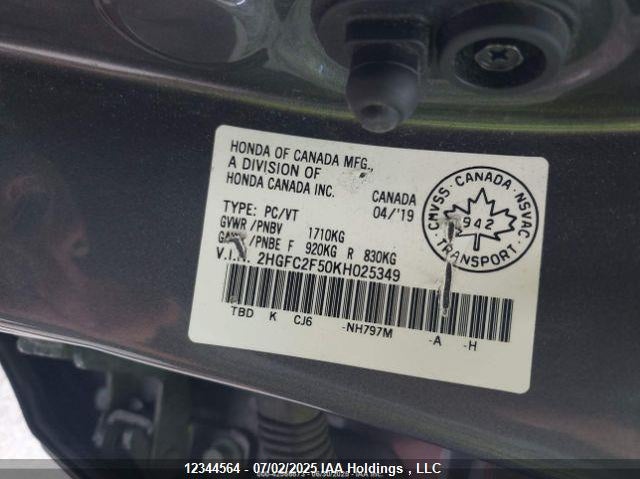 HONDA OF CANADA MFG.,
A DIVISION OF
HONDA CANADA INC.
CANADA
04/'19
TYPE: PC/VT
GVWR/PNBV 1710KG
/PNBE F 920KG R 830KG
V.I.N. 2HGFC2F50KH025349
TBD K CJ6 -NH797M -A -H
CMVSS · CANADA · NSVAC
942
TRANSPORT
12344564 - 07/02/2025 IAA Holdings , LLC